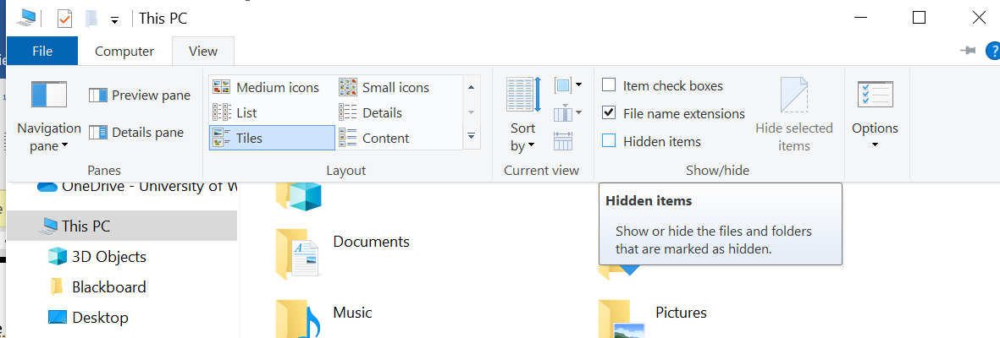 This PC
File
Computer
View
?
Navigation
pane
Preview pane
Details pane
Panes
Medium icons
Small icons
List
Details
Tiles
Content
Layout
Sort
by
Current view
Item check boxes
File name extensions
Hidden items
Hide selected
items
Show/hide
Options
OneDrive - University of W
This PC
3D Objects
Blackboard
Desktop
Documents
Music
Pictures
Hidden items
Show or hide the files and folders
that are marked as hidden.